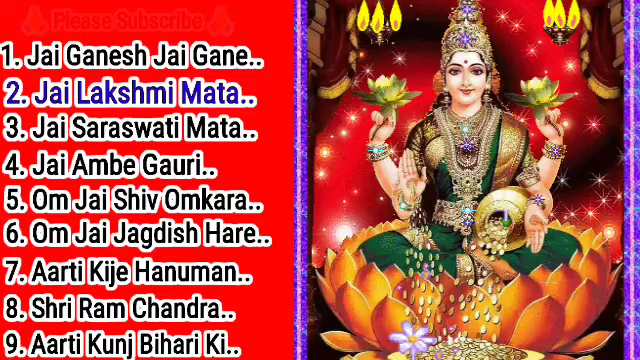 Please Subscribe
1. Jai Ganesh Jai Gane..
2. Jai Lakshmi Mata..
3. Jai Saraswati Mata..
4. Jai Ambe Gauri..
5. Om Jai Shiv Omkara..
6. Om Jai Jagdish Hare..
7. Aarti Kije Hanuman..
8. Shri Ram Chandra..
9. Aarti Kunj Bihari Ki..